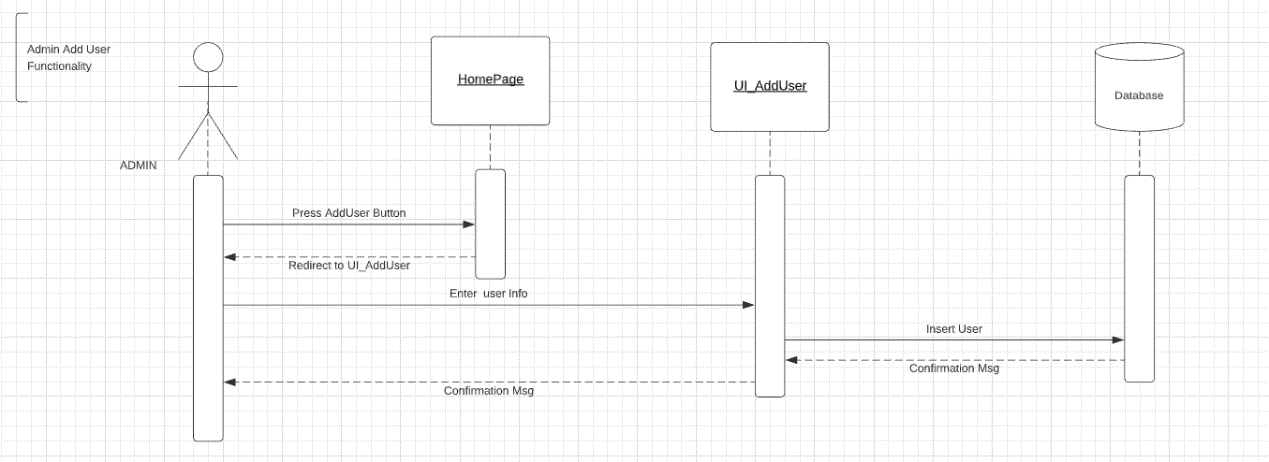 Admin Add User
Functionality
HomePage
UI_AddUser
Database
ADMIN
Press AddUser Button
Redirect to UI_AddUser
Enter user Info
Insert User
Confirmation Msg
Confirmation Msg